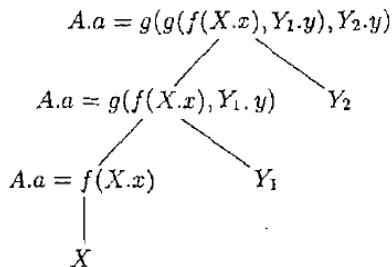 A.a = g(g(f(X.x), Y₁.y), Y₂.y)
A.a = g(f(X.x), Y₁.y) Y₂
A.a = f(X.x) Y₁
X